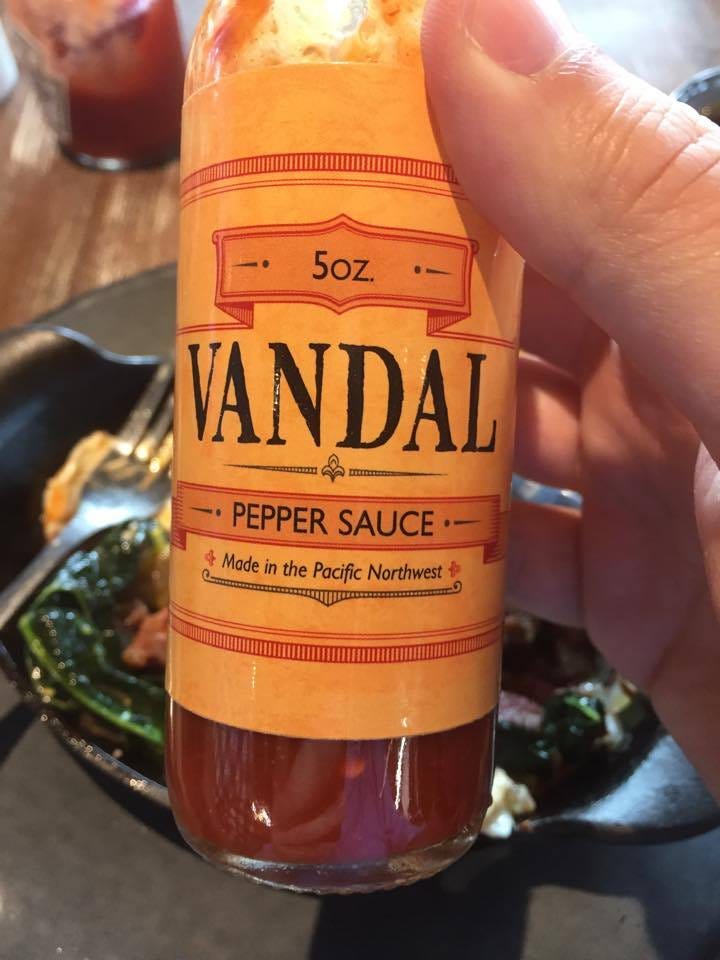 5oz.
VANDAL
PEPPER SAUCE
Made in the Pacific Northwest